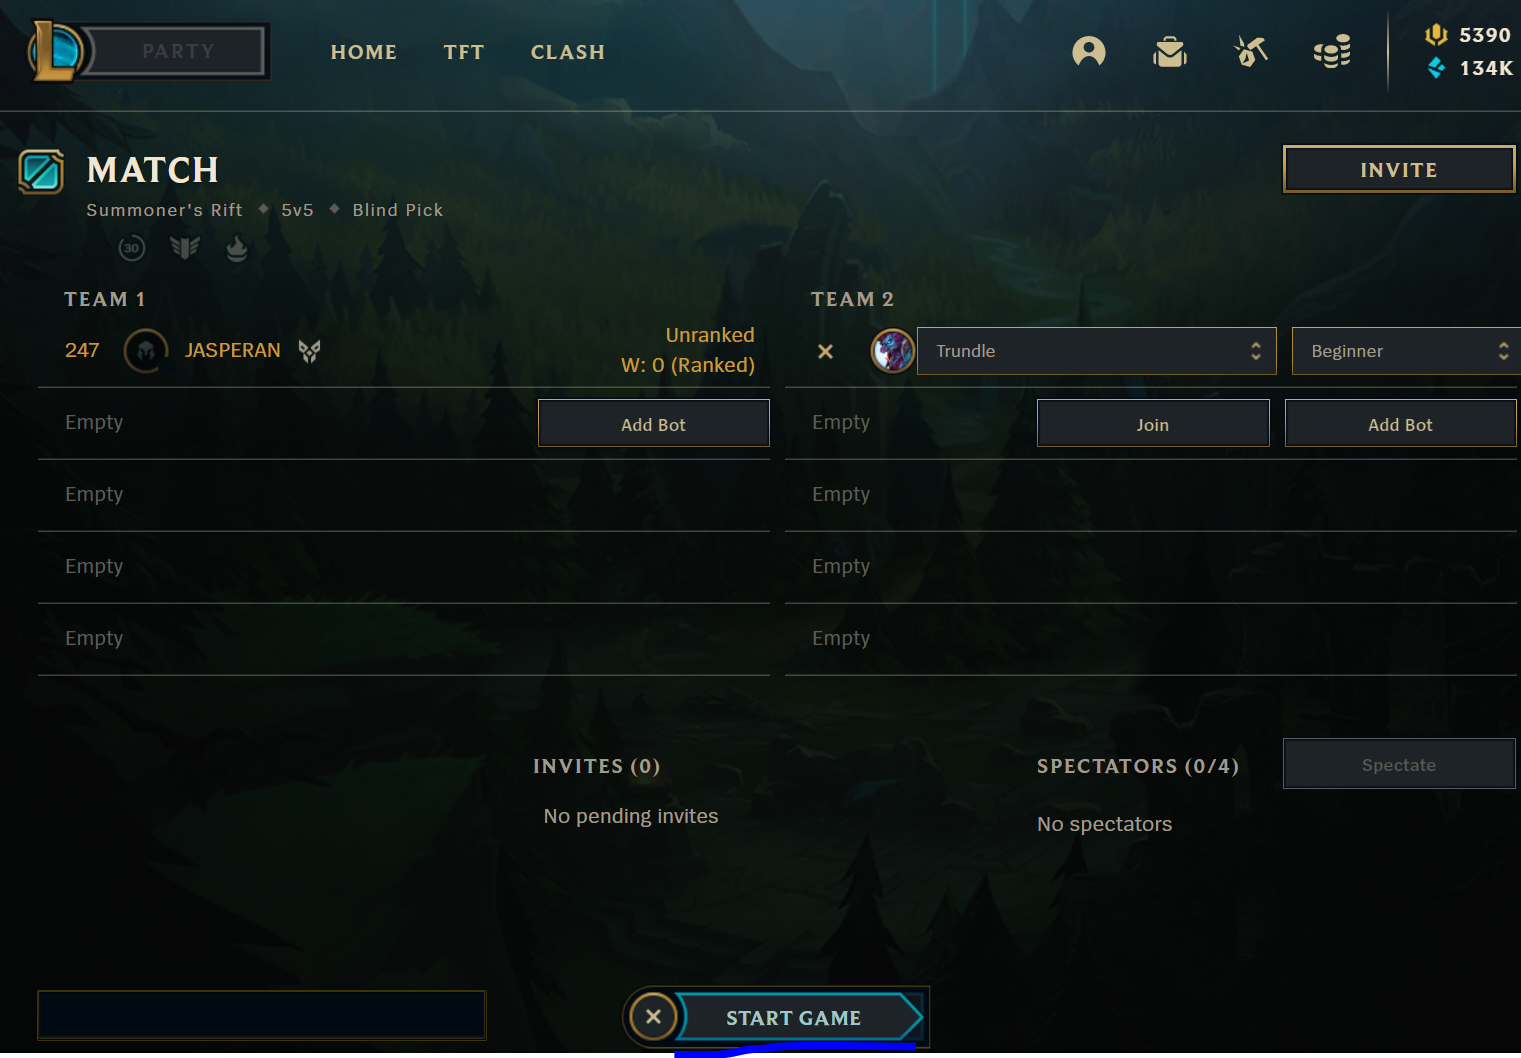 PARTY HOME TFT CLASH 5390
134K
MATCH
INVITE
Summoner's Rift 5v5 Blind Pick
30
TEAM 1
247 JASPERAN Unranked
W: 0 (Ranked)
Empty Add Bot
Empty
Empty
Empty
TEAM 2
Trundle Beginner
Empty Join Add Bot
Empty
Empty
Empty
INVITES (0)
No pending invites
SPECTATORS (0/4) Spectate
No spectators
START GAME